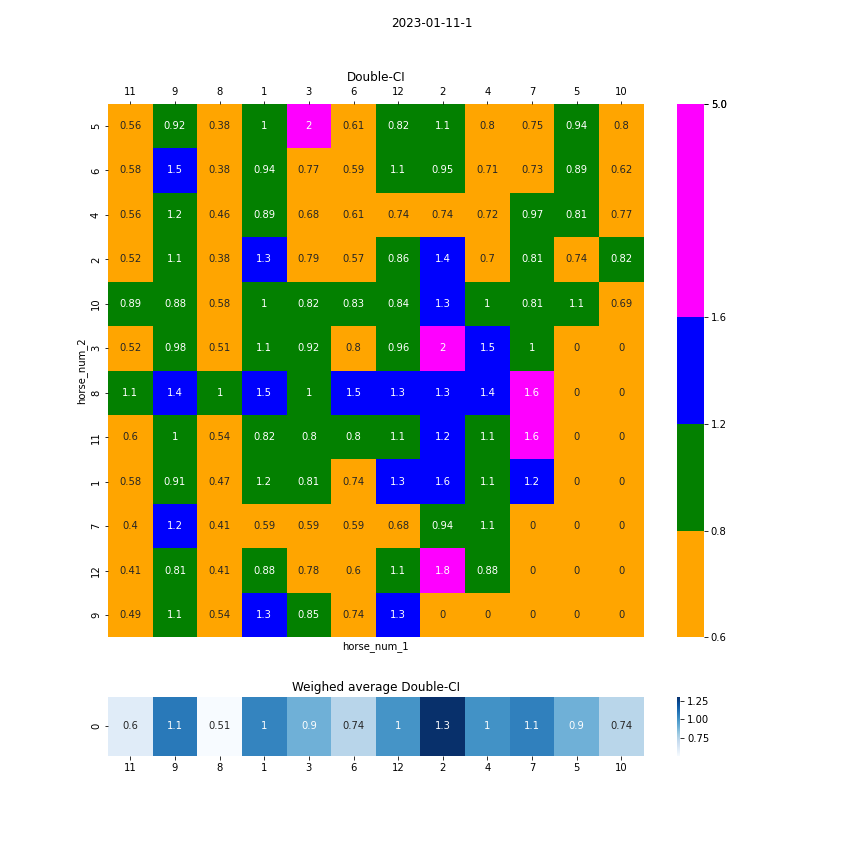 2023-01-11-1
Double-CI
11 9 8 1 3 6 12 2 4 7 5 10
5 0.56 0.92 0.38 1 2 0.61 0.82 1.1 0.8 0.75 0.94 0.8
6 0.58 1.5 0.38 0.94 0.77 0.59 1.1 0.95 0.71 0.73 0.89 0.62
4 0.56 1.2 0.46 0.89 0.68 0.61 0.74 0.74 0.72 0.97 0.81 0.77
2 0.52 1.1 0.38 1.3 0.79 0.57 0.86 1.4 0.7 0.81 0.74 0.82
10 0.89 0.88 0.58 1 0.82 0.83 0.84 1.3 1 0.81 1.1 0.69
3 0.52 0.98 0.51 1.1 0.92 0.8 0.96 2 1.5 1 0 0
8 1.1 1.4 1 1.5 1 1.5 1.3 1.3 1.4 1.6 0 0
11 0.6 1 0.54 0.82 0.8 0.8 1.1 1.2 1.1 1.6 0 0
1 0.58 0.91 0.47 1.2 0.81 0.74 1.3 1.6 1.1 1.2 0 0
7 0.4 1.2 0.41 0.59 0.59 0.59 0.68 0.94 1.1 0 0 0
12 0.41 0.81 0.41 0.88 0.78 0.6 1.1 1.8 0.88 0 0 0
9 0.49 1.1 0.54 1.3 0.85 0.74 1.3 0 0 0 0 0
horse_num_2
horse_num_1
5.0
1.6
1.2
0.8
0.6
Weighed average Double-CI
0 0.6 1.1 0.51 1 0.9 0.74 1 1.3 1 1.1 0.9 0.74
11 9 8 1 3 6 12 2 4 7 5 10
1.25
1.00
0.75